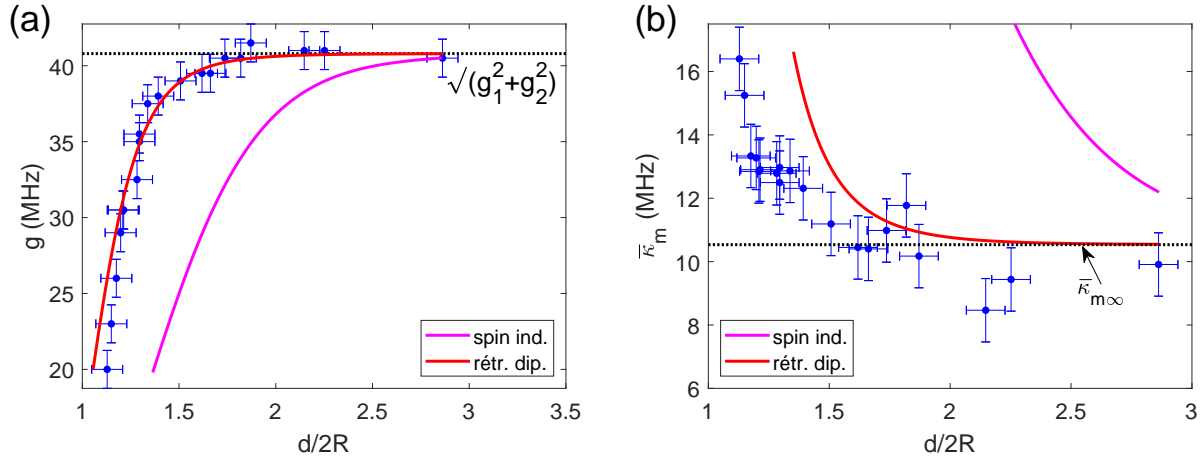 (a)
g (MHz)
40
35
30
25
20
√(g₁²+g₂²)
spin ind.
rétr. dip.
1 1.5 2 2.5 3 3.5
d/2R
(b)
κ̅ₘ (MHz)
16
14
12
10
8
6
κ̅ₘ∞
spin ind.
rétr. dip.
1 1.5 2 2.5 3
d/2R